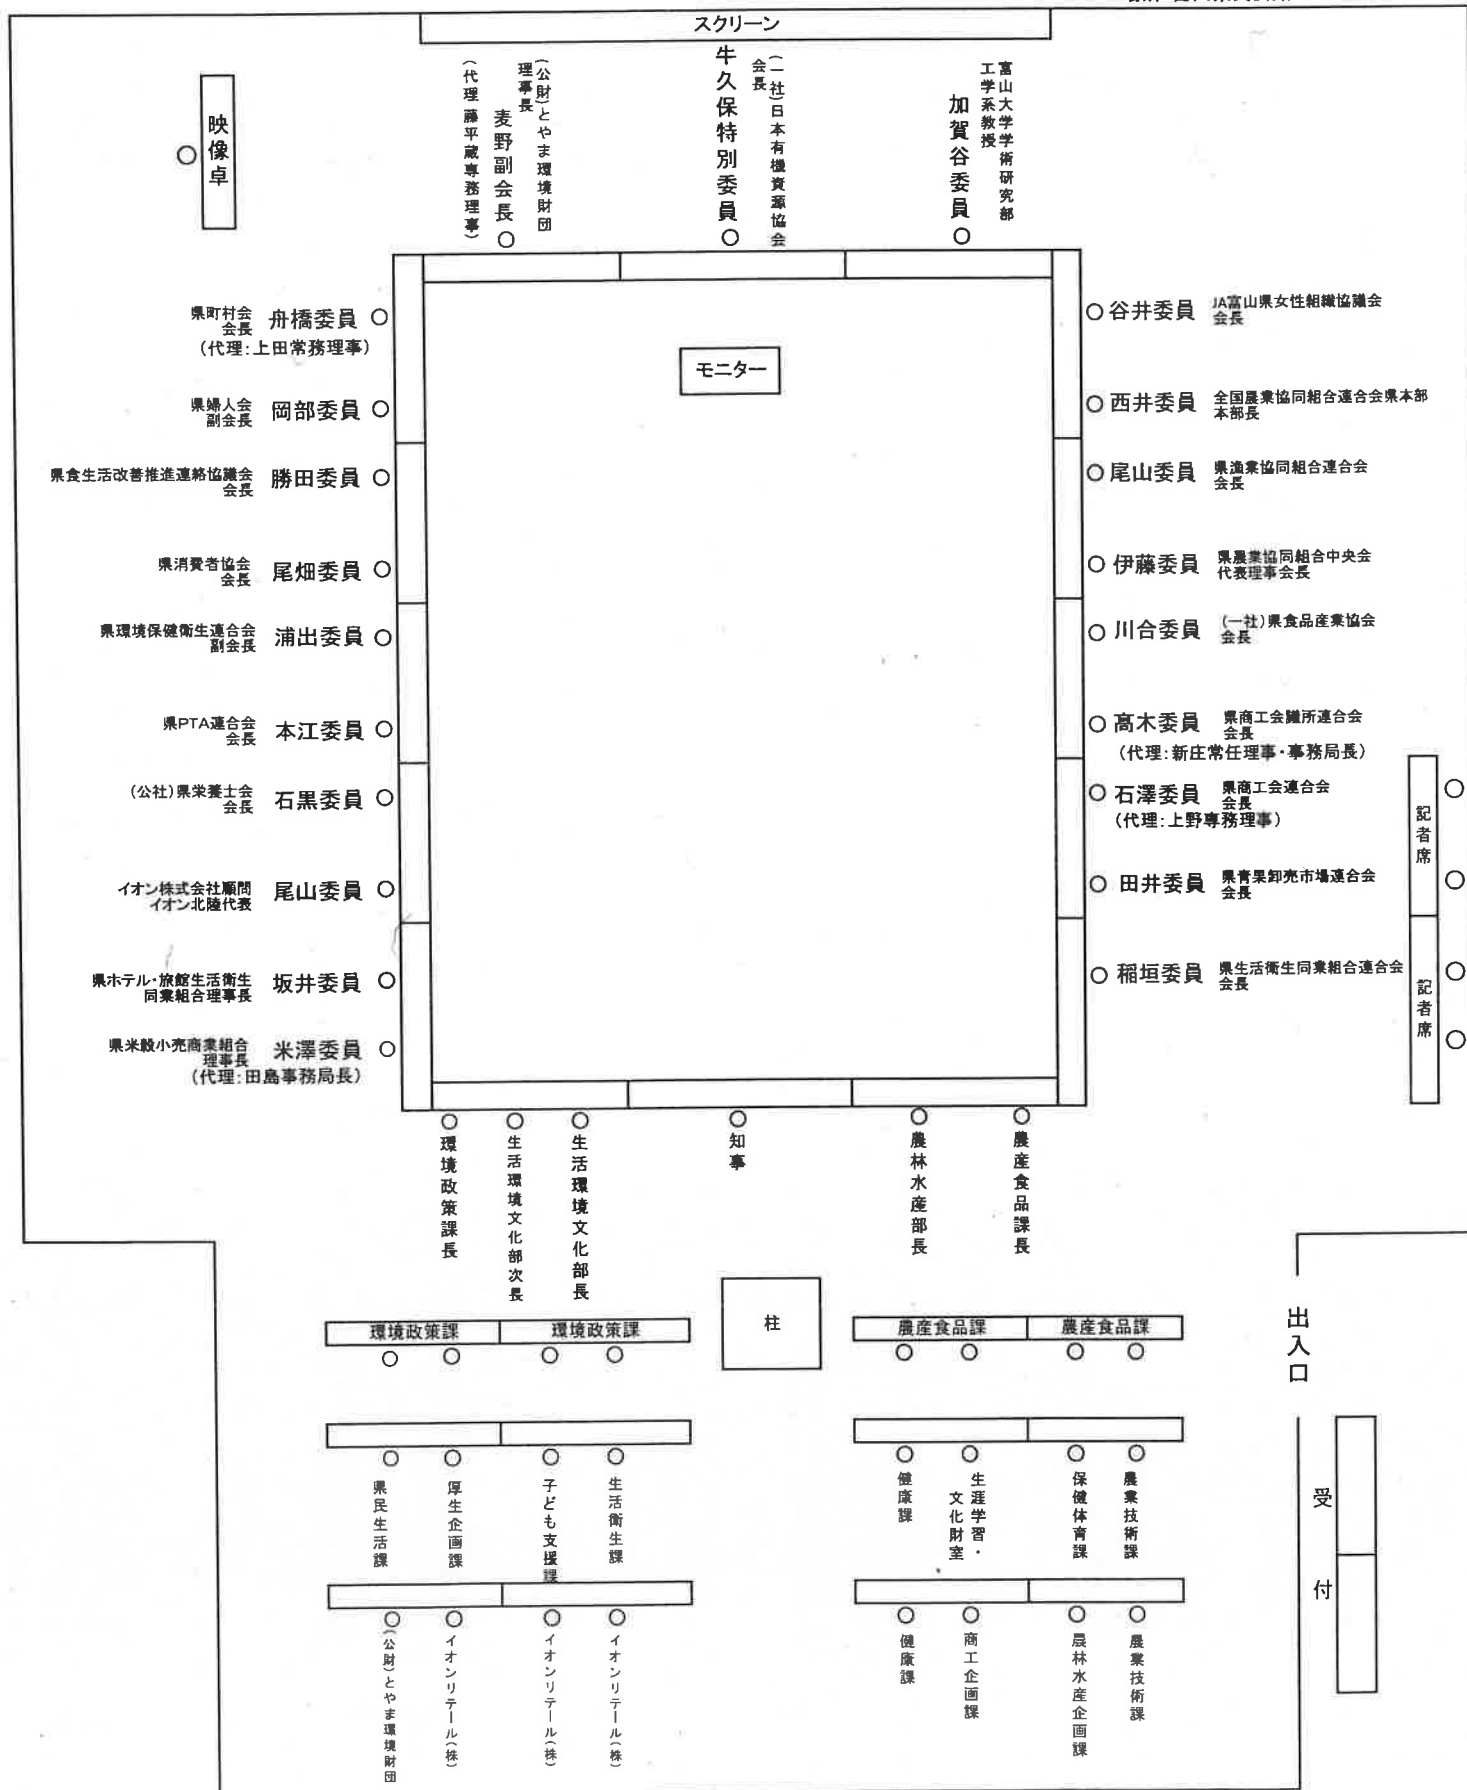 スクリーン
映像卓
(公財)とやま環境財団
理事長
麦野副会長
(代理 藤平蔵専務理事)
(一社)日本有機資源協会
会長
牛久保特別委員
富山大学学術研究部
工学系教授
加賀谷委員
モニター
県町村会
会長
舟橋委員
(代理:上田常務理事)
県婦人会
副会長
岡部委員
県食生活改善推進連絡協議会
会長
勝田委員
県消費者協会
会長
尾畑委員
県環境保健衛生連合会
副会長
浦出委員
県PTA連合会
会長
本江委員
(公社)県栄養士会
会長
石黒委員
イオン株式会社顧問
イオン北陸代表
尾山委員
県ホテル・旅館生活衛生
同業組合理事長
坂井委員
県米穀小売商業組合
理事長
米澤委員
(代理:田島事務局長)
谷井委員
JA富山県女性組織協議会
会長
西井委員
全国農業協同組合連合会県本部
本部長
尾山委員
県漁業協同組合連合会
会長
伊藤委員
県農業協同組合中央会
代表理事会長
川合委員
(一社)県食品産業協会
会長
髙木委員
県商工会議所連合会
会長
(代理:新庄常任理事・事務局長)
石澤委員
県商工会連合会
会長
(代理:上野専務理事)
田井委員
県青果卸売市場連合会
会長
稲垣委員
県生活衛生同業組合連合会
会長
記者席
記者席
環境政策課長
生活環境文化部次長
生活環境文化部長
知事
農林水産部長
農産食品課長
環境政策課
環境政策課
柱
農産食品課
農産食品課
出入口
県民生活課
厚生企画課
子ども支援課
生活衛生課
健康課
生涯学習・
文化財室
保健体育課
農業技術課
受付
(公財)とやま環境財団
イオンリテール(株)
イオンリテール(株)
イオンリテール(株)
健康課
商工企画課
農林水産企画課
農業技術課